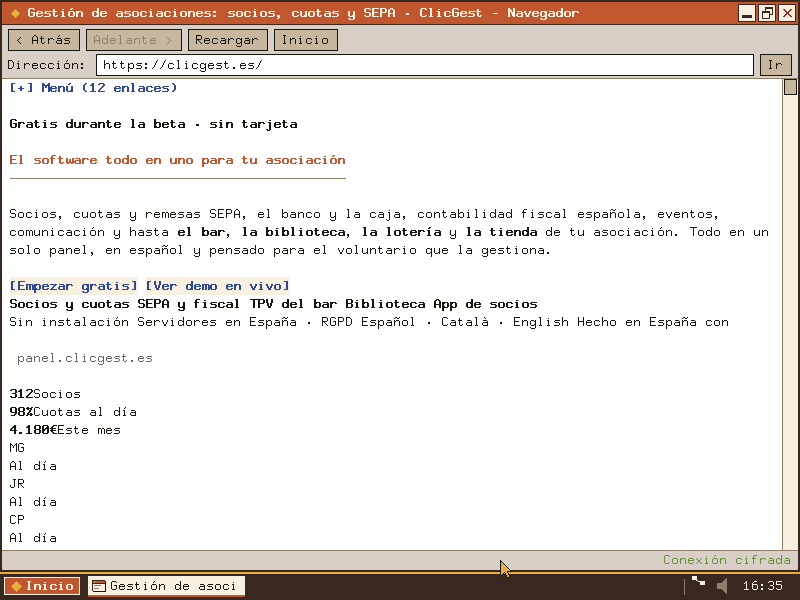 Gestión de asociaciones: socios, cuotas y SEPA · ClicGest - Navegador
< Atrás Adelante > Recargar Inicio
Dirección: https://clicgest.es/ Ir
[+] Menú (12 enlaces)
Gratis durante la beta · sin tarjeta
El software todo en uno para tu asociación
Socios, cuotas y remesas SEPA, el banco y la caja, contabilidad fiscal española, eventos,
comunicación y hasta el bar, la biblioteca, la lotería y la tienda de tu asociación. Todo en un
solo panel, en español y pensado para el voluntario que la gestiona.
[Empezar gratis] [Ver demo en vivo]
Socios y cuotas SEPA y fiscal TPV del bar Biblioteca App de socios
Sin instalación Servidores en España · RGPD Español · Català · English Hecho en España con
panel.clicgest.es
312Socios
98%Cuotas al día
4.180€Este mes
MG
Al día
JR
Al día
CP
Al día
Conexión cifrada
Inicio Gestión de asoci 16:35